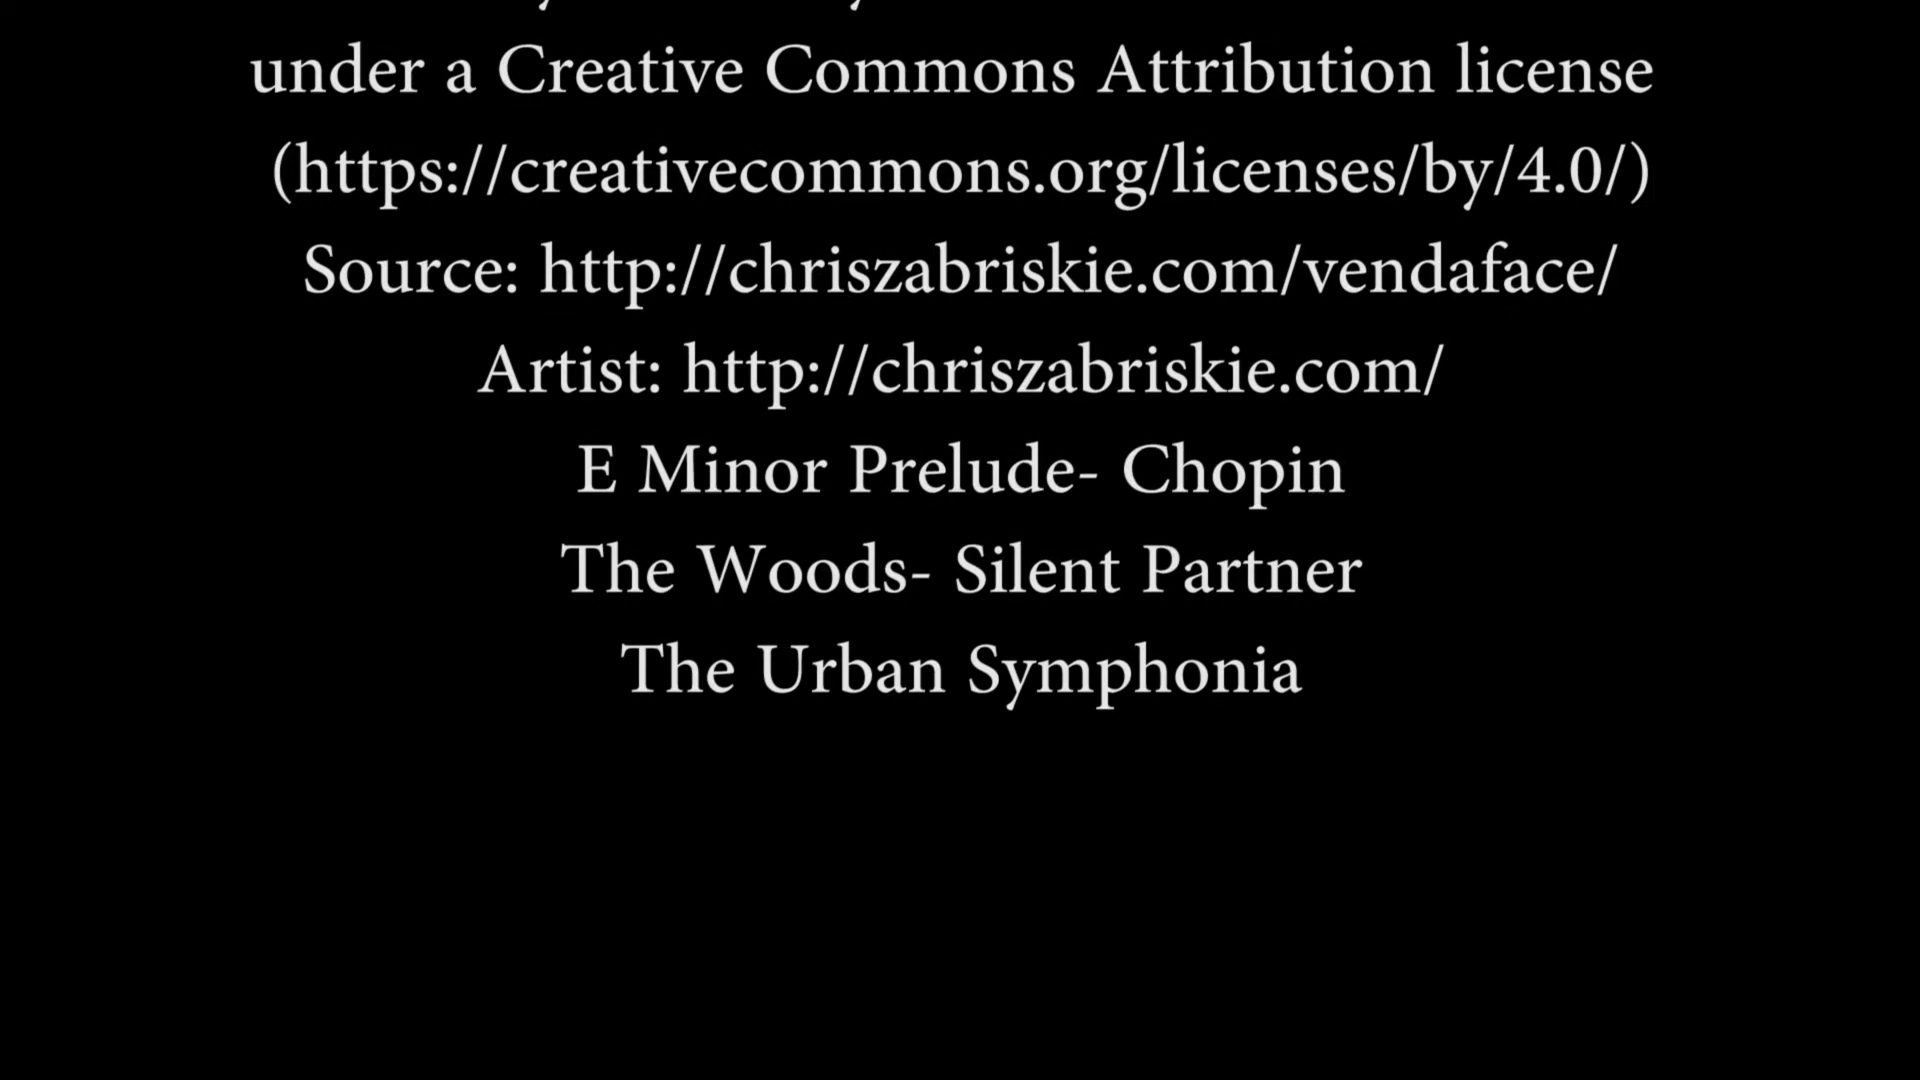 under a Creative Commons Attribution license
(https://creativecommons.org/licenses/by/4.0/)
Source: http://chriszabriskie.com/vendaface/
Artist: http://chriszabriskie.com/
E Minor Prelude- Chopin
The Woods- Silent Partner
The Urban Symphonia